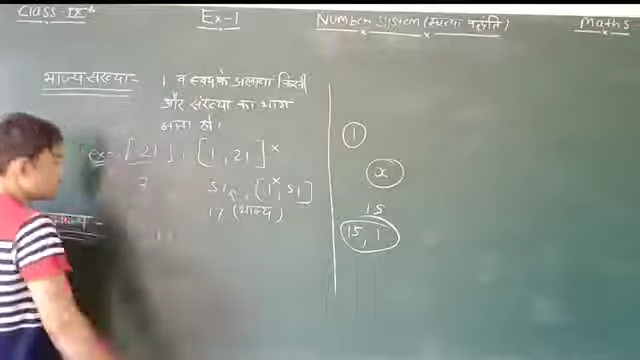 Class-IXth Ex-1 Number System (संख्या पद्धति) Maths
भाज्य संख्या - 1 व स्वयं के अलावा किसी
और संख्या का भाग
जाता हो।
ex- [21], [1, 21] x
7 51, [1, 51]
17 (भाज्य)
1
x
15
15, 1